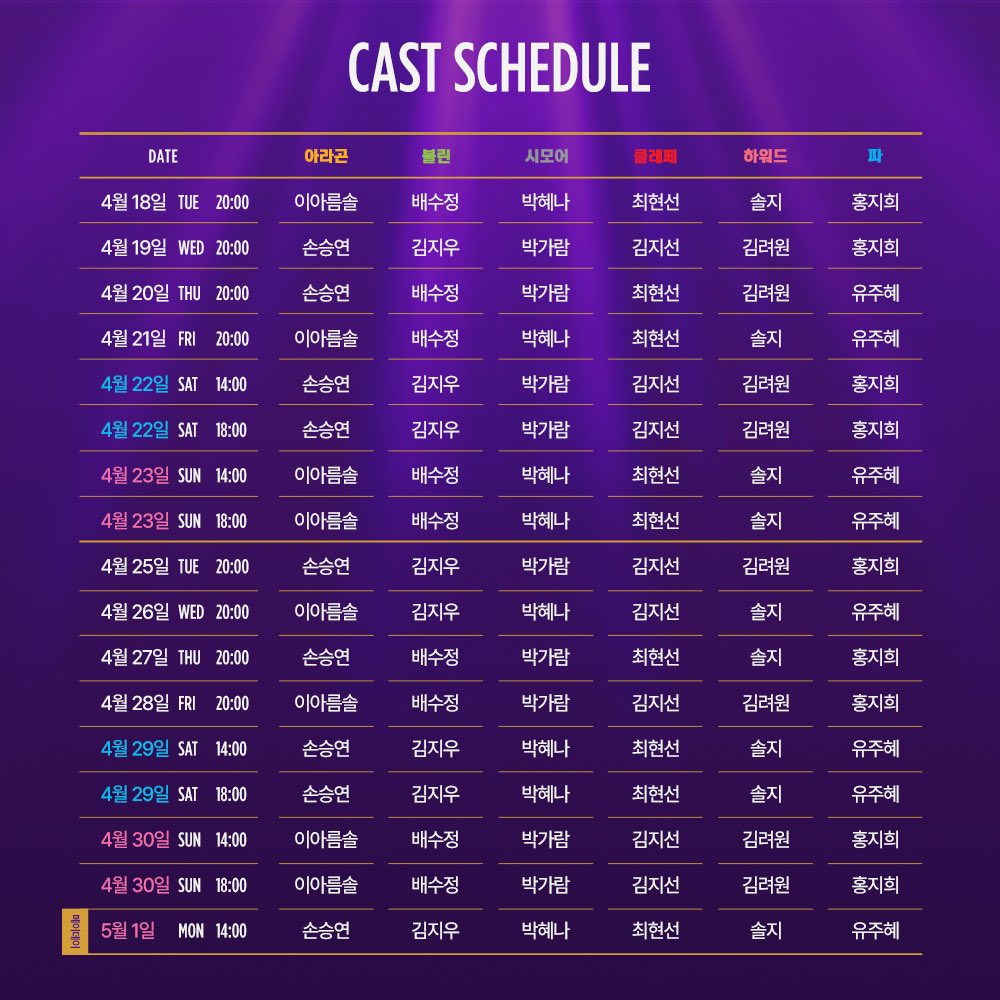 CAST SCHEDULE
DATE 아라곤 불린 시모어 클레페 하워드 파
4월 18일 TUE 20:00 이아름솔 배수정 박혜나 최현선 솔지 홍지희
4월 19일 WED 20:00 손승연 김지우 박가람 김지선 김려원 홍지희
4월 20일 THU 20:00 손승연 배수정 박가람 최현선 김려원 유주혜
4월 21일 FRI 20:00 이아름솔 배수정 박혜나 최현선 솔지 유주혜
4월 22일 SAT 14:00 손승연 김지우 박가람 김지선 김려원 홍지희
4월 22일 SAT 18:00 손승연 김지우 박가람 김지선 김려원 홍지희
4월 23일 SUN 14:00 이아름솔 배수정 박혜나 최현선 솔지 유주혜
4월 23일 SUN 18:00 이아름솔 배수정 박혜나 최현선 솔지 유주혜
4월 25일 TUE 20:00 손승연 김지우 박가람 김지선 김려원 홍지희
4월 26일 WED 20:00 이아름솔 김지우 박혜나 김지선 솔지 유주혜
4월 27일 THU 20:00 손승연 배수정 박가람 최현선 솔지 홍지희
4월 28일 FRI 20:00 이아름솔 배수정 박가람 김지선 김려원 홍지희
4월 29일 SAT 14:00 손승연 김지우 박혜나 최현선 솔지 유주혜
4월 29일 SAT 18:00 손승연 김지우 박혜나 최현선 솔지 유주혜
4월 30일 SUN 14:00 이아름솔 배수정 박가람 김지선 김려원 홍지희
4월 30일 SUN 18:00 이아름솔 배수정 박가람 김지선 김려원 홍지희
메이데이 5월 1일 MON 14:00 손승연 김지우 박혜나 최현선 솔지 유주혜